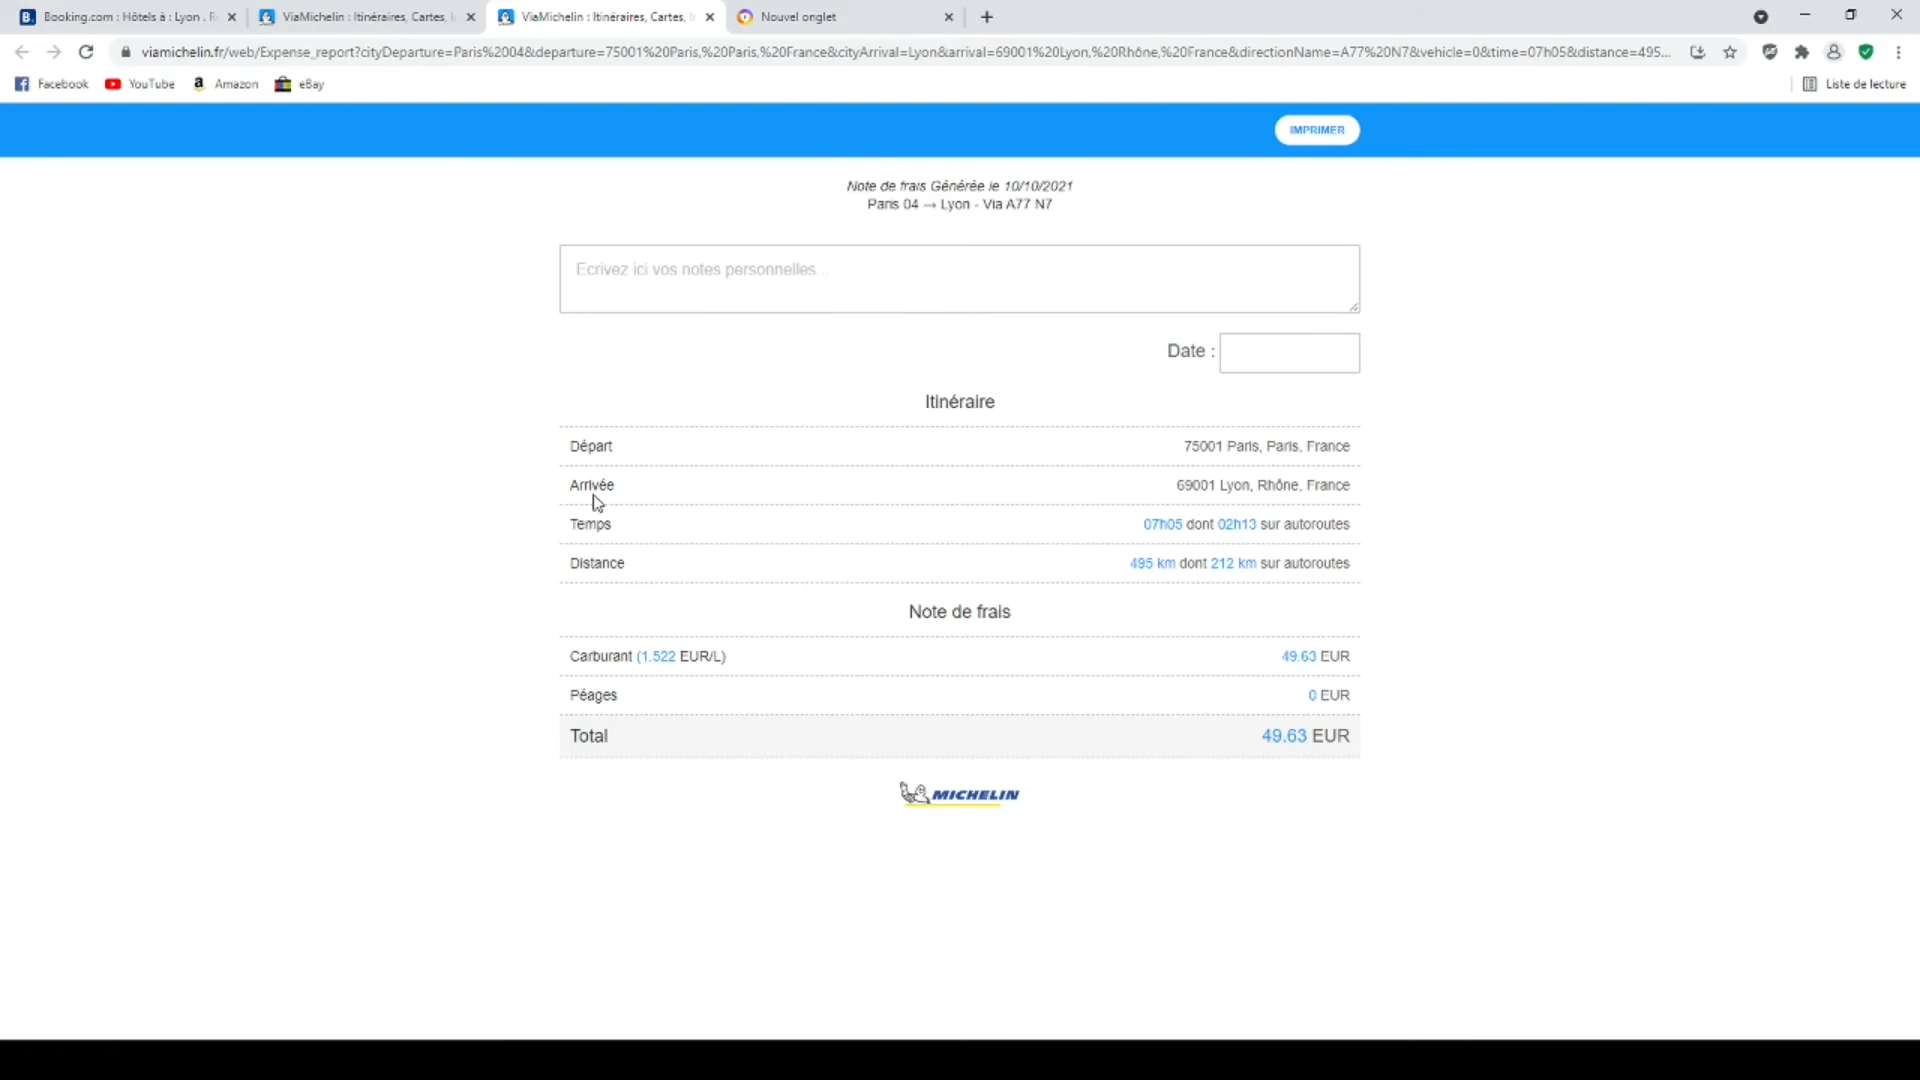 Booking.com : Hôtels à : Lyon . R
ViaMichelin : Itinéraires, Cartes, I
ViaMichelin : Itinéraires, Cartes, I
Nouvel onglet
viamichelin.fr/web/Expense_report?cityDeparture=Paris%2004&departure=75001%20Paris,%20Paris,%20France&cityArrival=Lyon&arrival=69001%20Lyon,%20Rhône,%20France&directionName=A77%20N7&vehicle=0&time=07h05&distance=495...
Facebook YouTube Amazon eBay Liste de lecture
IMPRIMER
Note de frais Générée le 10/10/2021
Paris 04 → Lyon - Via A77 N7
Ecrivez ici vos notes personnelles...
Date :
Itinéraire
Départ 75001 Paris, Paris, France
Arrivée 69001 Lyon, Rhône, France
Temps 07h05 dont 02h13 sur autoroutes
Distance 495 km dont 212 km sur autoroutes
Note de frais
Carburant (1.522 EUR/L) 49.63 EUR
Péages 0 EUR
Total 49.63 EUR
MICHELIN